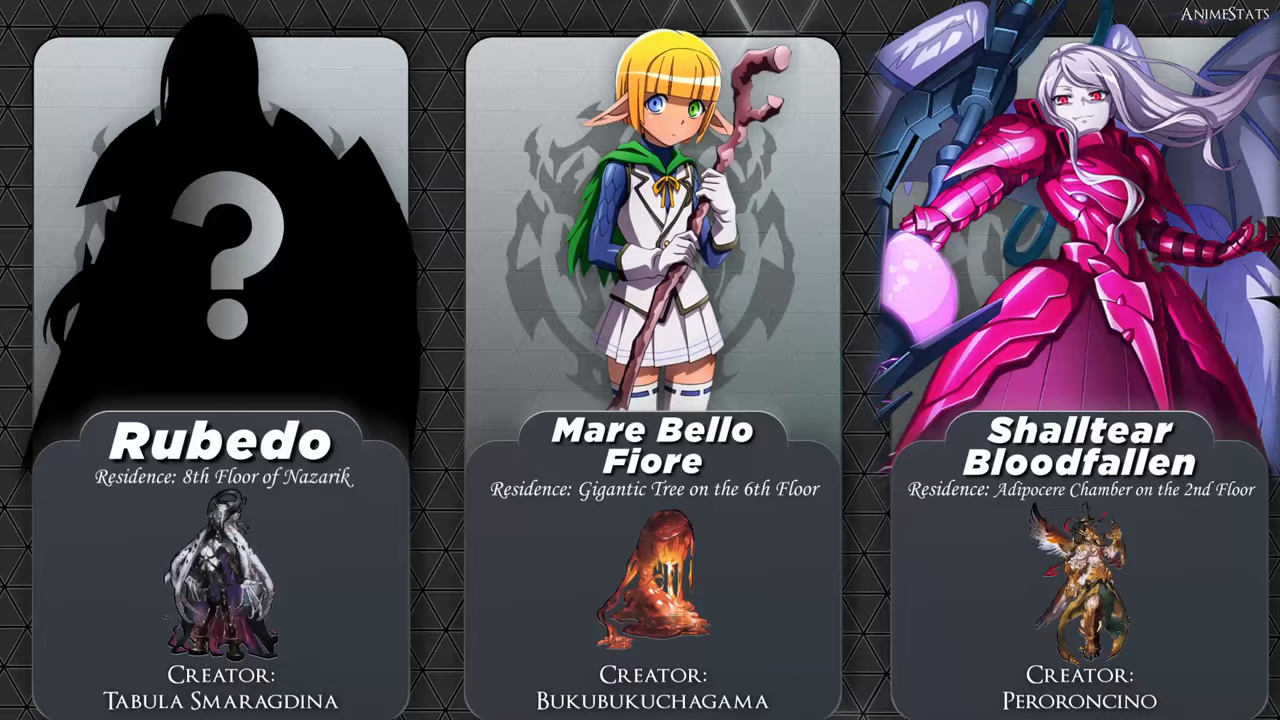 AnimeStats
?
Rubedo
Residence: 8th Floor of Nazarik
Creator:
Tabula Smaragdina
Mare Bello
Fiore
Residence: Gigantic Tree on the 6th Floor
Creator:
Bukubukuchagama
Shalltear
Bloodfallen
Residence: Adipocere Chamber on the 2nd Floor
Creator:
Peroroncino